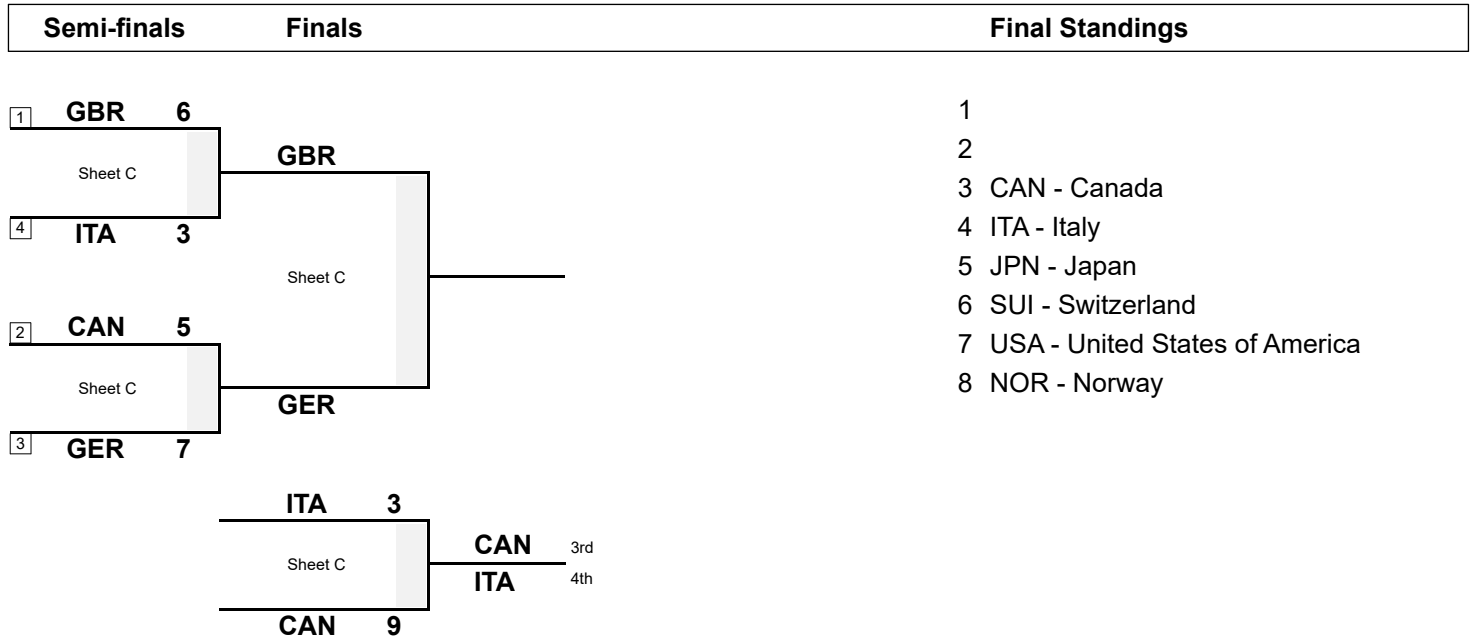 Semi-finals Finals Final Standings
1 GBR 6
Sheet C
4 ITA 3
GBR
Sheet C
GER
2 CAN 5
Sheet C
3 GER 7
ITA 3
Sheet C
CAN 9
CAN 3rd
ITA 4th
1
2
3 CAN - Canada
4 ITA - Italy
5 JPN - Japan
6 SUI - Switzerland
7 USA - United States of America
8 NOR - Norway